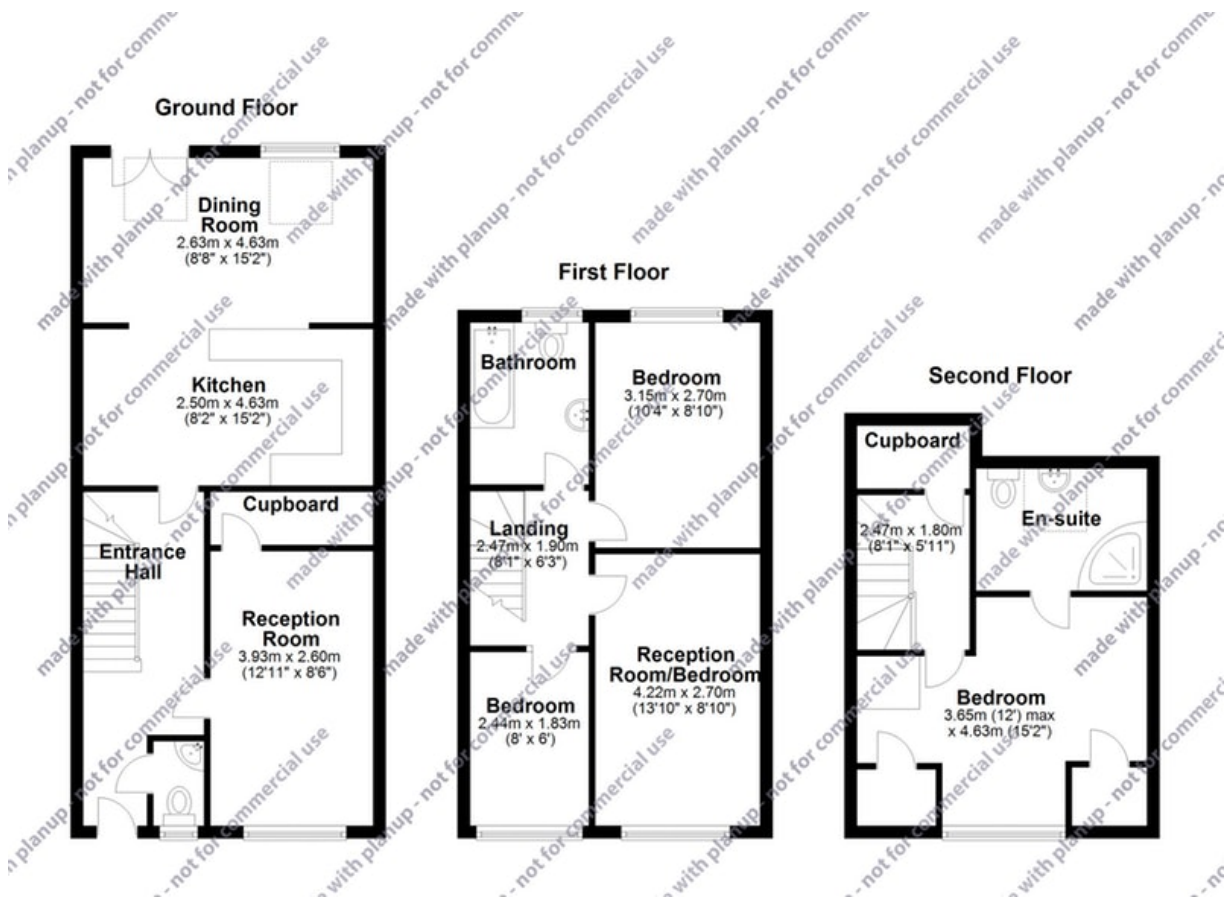 Ground Floor
Dining
Room
2.63m x 4.63m
(8'8" x 15'2")
Kitchen
2.50m x 4.63m
(8'2" x 15'2")
Cupboard
Entrance
Hall
Reception
Room
3.93m x 2.60m
(12'11" x 8'6")
First Floor
Bathroom
Bedroom
3.15m x 2.70m
(10'4" x 8'10")
Landing
2.47m x 1.90m
(8'1" x 6'3")
Reception
Room/Bedroom
4.22m x 2.70m
(13'10" x 8'10")
Bedroom
2.44m x 1.83m
(8' x 6')
Second Floor
Cupboard
2.47m x 1.80m
(8'1" x 5'11")
En-suite
Bedroom
3.65m (12') max
x 4.63m (15'2")
made with planup - not for commercial use